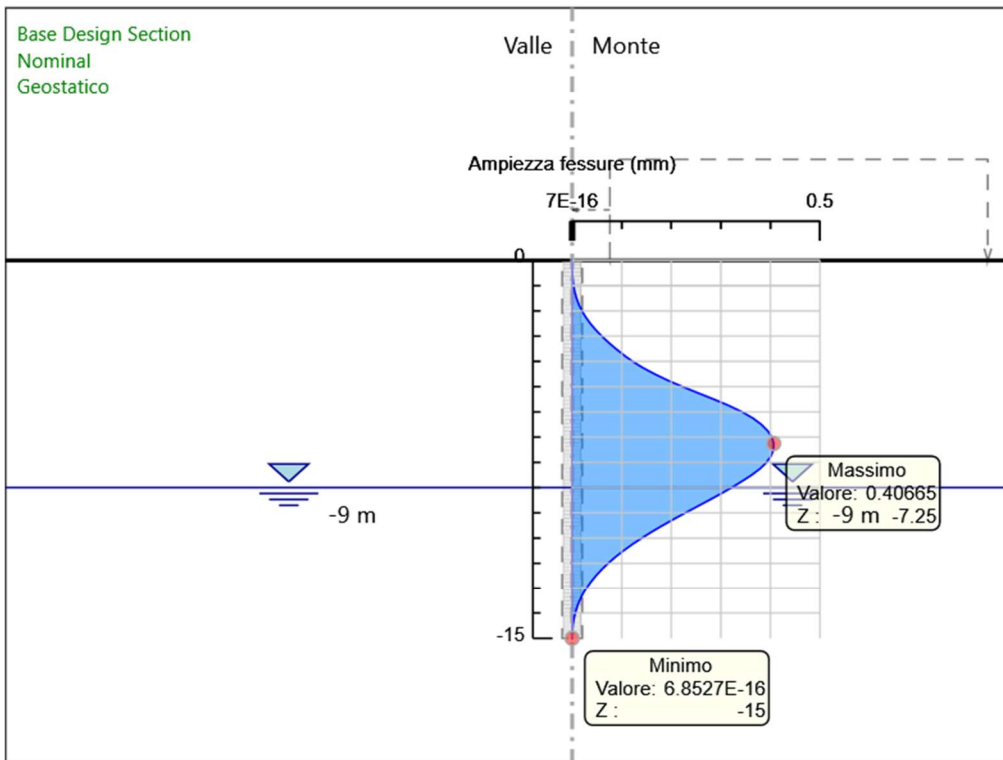 Base Design Section
Nominal
Geostatico
Valle Monte
Ampiezza fessure (mm)
7E-16 0.5
0
-9 m
Massimo
Valore: 0.40665
Z : -9 m -7.25
-15
Minimo
Valore: 6.8527E-16
Z : -15